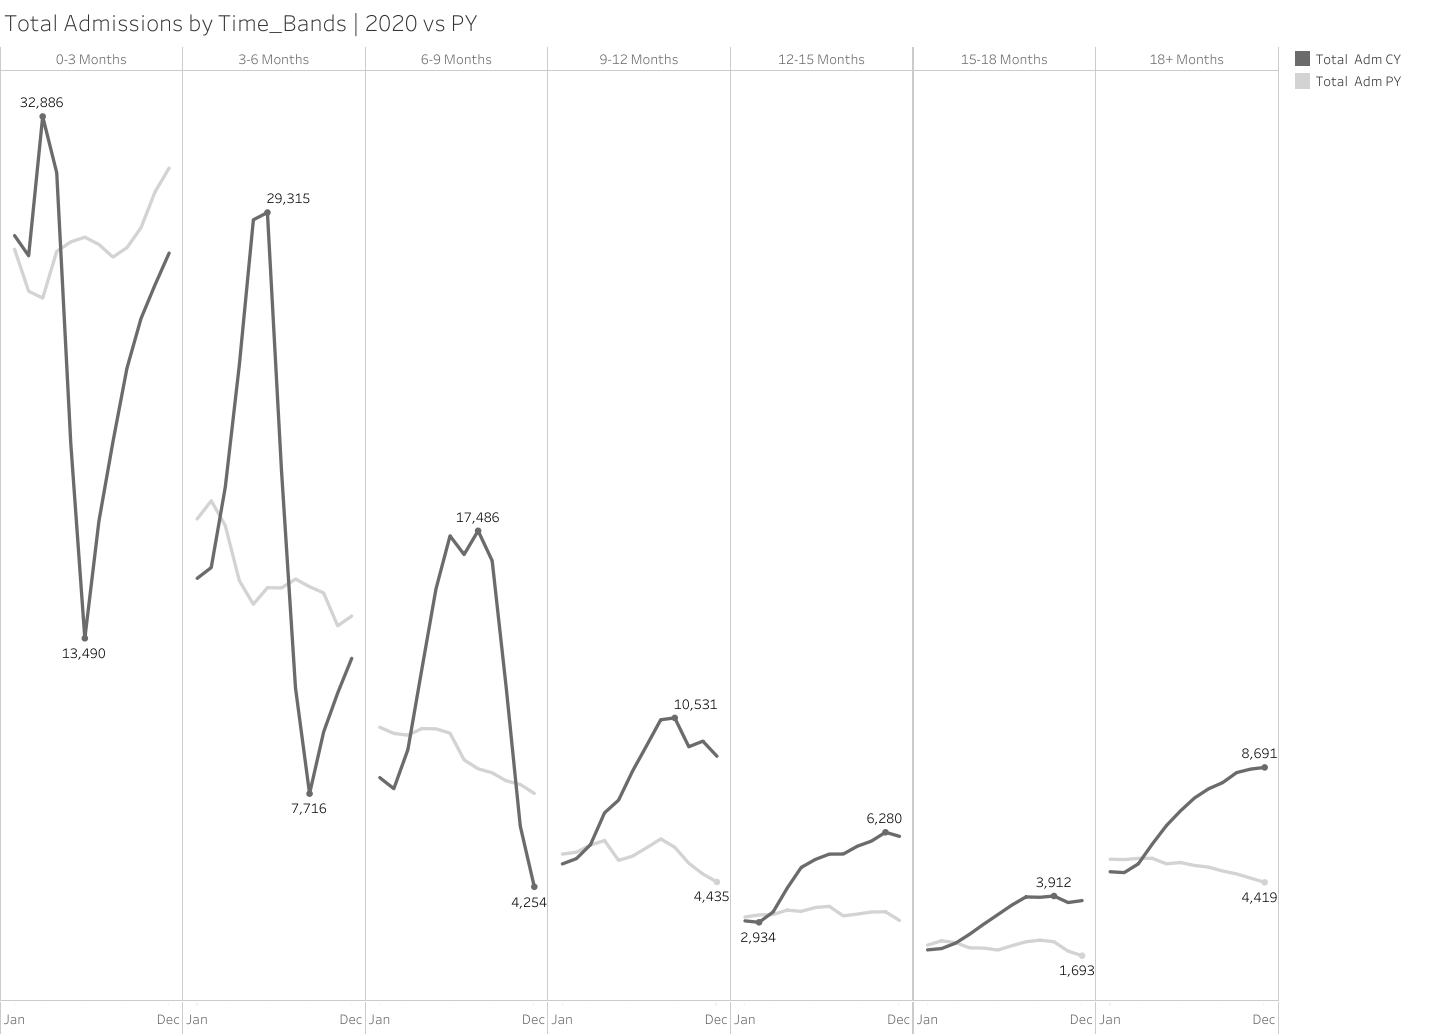 Total Admissions by Time_Bands | 2020 vs PY
0-3 Months
3-6 Months
6-9 Months
9-12 Months
12-15 Months
15-18 Months
18+ Months
Total Adm CY
Total Adm PY
32,886
13,490
29,315
7,716
17,486
4,254
10,531
4,435
6,280
2,934
3,912
1,693
8,691
4,419
Jan
Dec
Jan
Dec
Jan
Dec
Jan
Dec
Jan
Dec
Jan
Dec
Jan
Dec